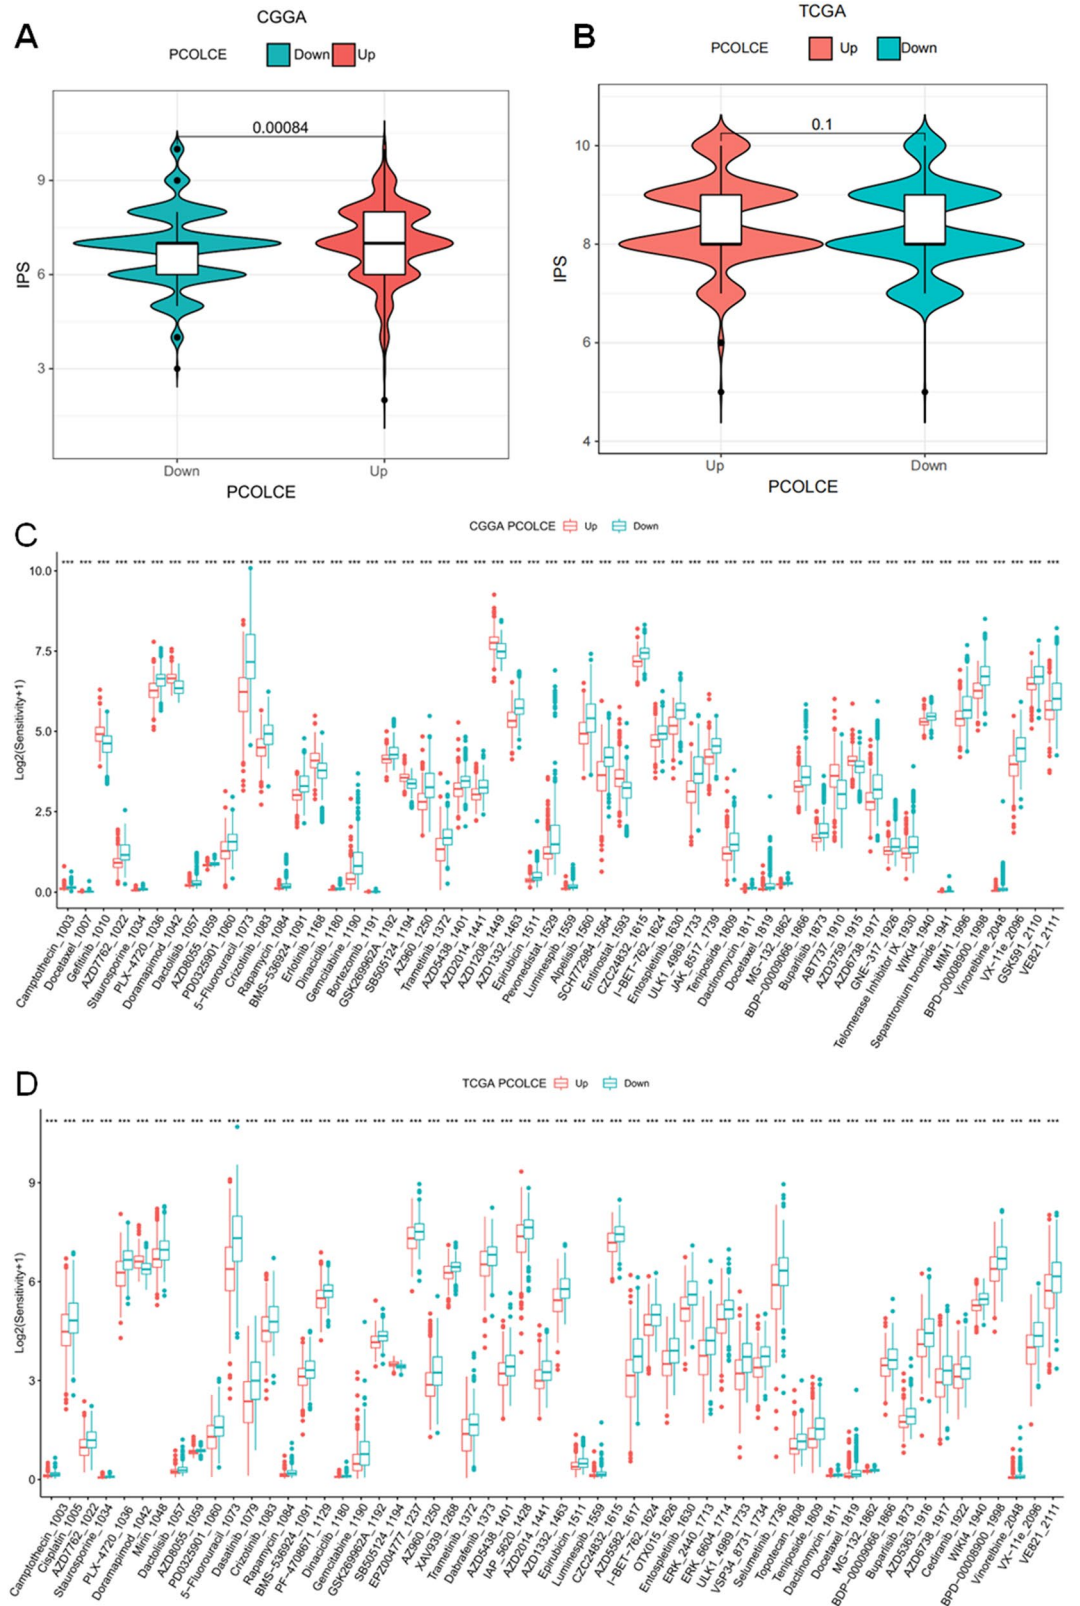 A
CGGA
PCOLCE Down Up
0.00084
IPS
9
6
3
Down Up
PCOLCE
B
TCGA
PCOLCE Up Down
0.1
IPS
10
8
6
4
Up Down
PCOLCE
C
CGGA PCOLCE Up Down
Log2(Sensitivity+1)
10.0
7.5
5.0
2.5
0.0
Camptothecin_1003
Docetaxel_1007
Gefitinib_1010
AZD7762_1022
Staurosporine_1034
PLX-4720_1036
Doramapimod_1042
Dactolisib_1057
AZD8055_1059
PD0325901_1060
5-Fluorouracil_1073
Crizotinib_1083
Rapamycin_1084
BMS-536924_1091
Erlotinib_1168
Dinaciclib_1180
Gemcitabine_1190
Bortezomib_1191
GSK269962A_1192
SB505124_1194
AZ960_1250
Trametinib_1372
AZD5438_1401
AZD2014_1441
AZD1208_1449
AZD1332_1463
Epirubicin_1511
Pevonedistat_1529
Luminespib_1559
Alpelisib_1560
SCH772984_1564
Entinostat_1593
CZC24832_1615
I-BET-762_1624
Entospletinib_1630
ULK1_4989_1733
JAK_8517_1739
Teniposide_1809
Dactinomycin_1811
Docetaxel_1819
MG-132_1862
BDP-00009066_1866
Buparlisib_1873
ABT737_1910
AZD3759_1915
AZD6738_1917
GNE-317_1926
Telomerase Inhibitor IX_1930
WIKI4_1940
Sepantronium bromide_1941
MIM1_1996
BPD-00008900_1998
Vinorelbine_2048
VX-11e_2096
GSK591_2110
VE821_2111
D
TCGA PCOLCE Up Down
Log2(Sensitivity+1)
9
6
3
0
Camptothecin_1003
Cisplatin_1005
AZD7762_1022
Staurosporine_1034
PLX-4720_1036
Doramapimod_1042
Mirin_1048
Dactolisib_1057
AZD8055_1059
PD0325901_1060
5-Fluorouracil_1073
Dasatinib_1079
Crizotinib_1083
Rapamycin_1084
BMS-536924_1091
PF-4708671_1129
Dinaciclib_1180
Gemcitabine_1190
GSK269962A_1192
SB505124_1194
EPZ004777_1237
AZ960_1250
XAV939_1268
Trametinib_1372
Dabrafenib_1373
AZD5438_1401
IAP_5620_1428
AZD2014_1441
AZD1332_1463
Epirubicin_1511
Luminespib_1559
CZC24832_1615
AZD5582_1617
I-BET-762_1624
OTX015_1626
Entospletinib_1630
ERK_2440_1713
ERK_6604_1714
ULK1_4989_1733
VSP34_8731_1734
Selumetinib_1736
Topotecan_1808
Teniposide_1809
Dactinomycin_1811
Docetaxel_1819
MG-132_1862
BDP-00009066_1866
Buparlisib_1873
AZD5363_1916
AZD6738_1917
Cediranib_1922
WIKI4_1940
BPD-00008900_1998
Vinorelbine_2048
VX-11e_2096
VE821_2111